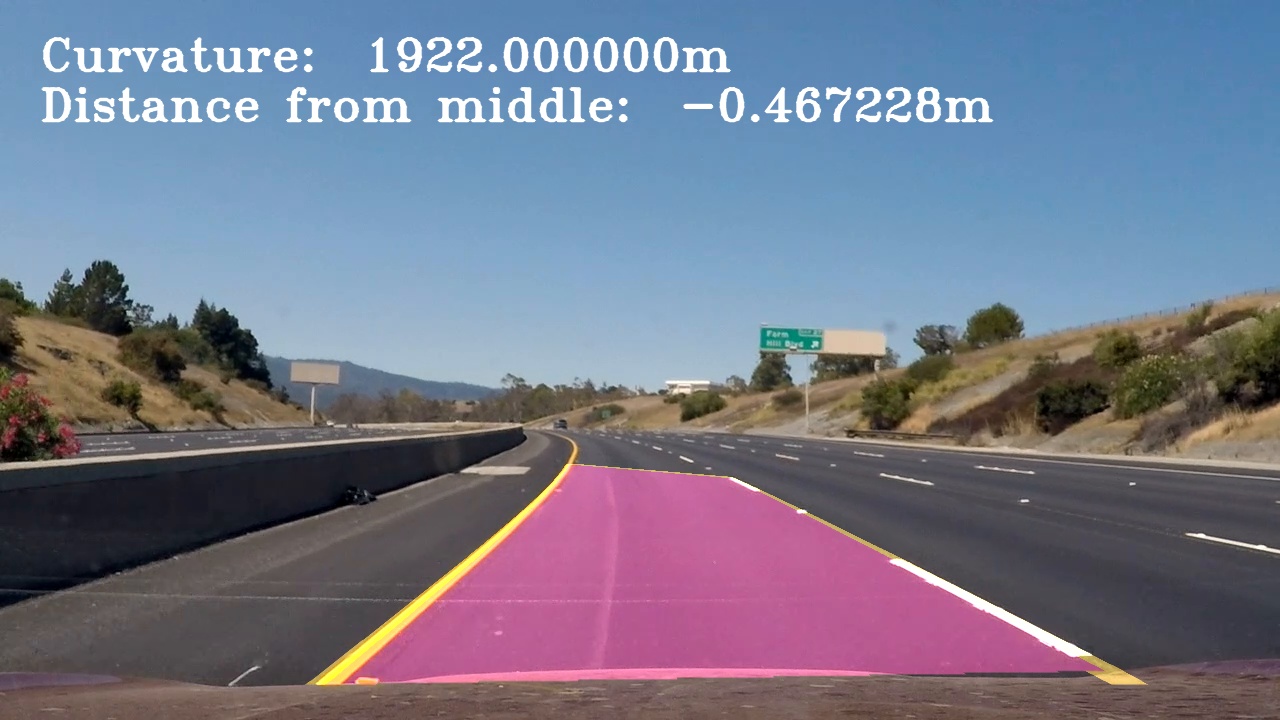 Curvature: 1922.000000m
Distance from middle: -0.467228m
Farm
Hill Blvd